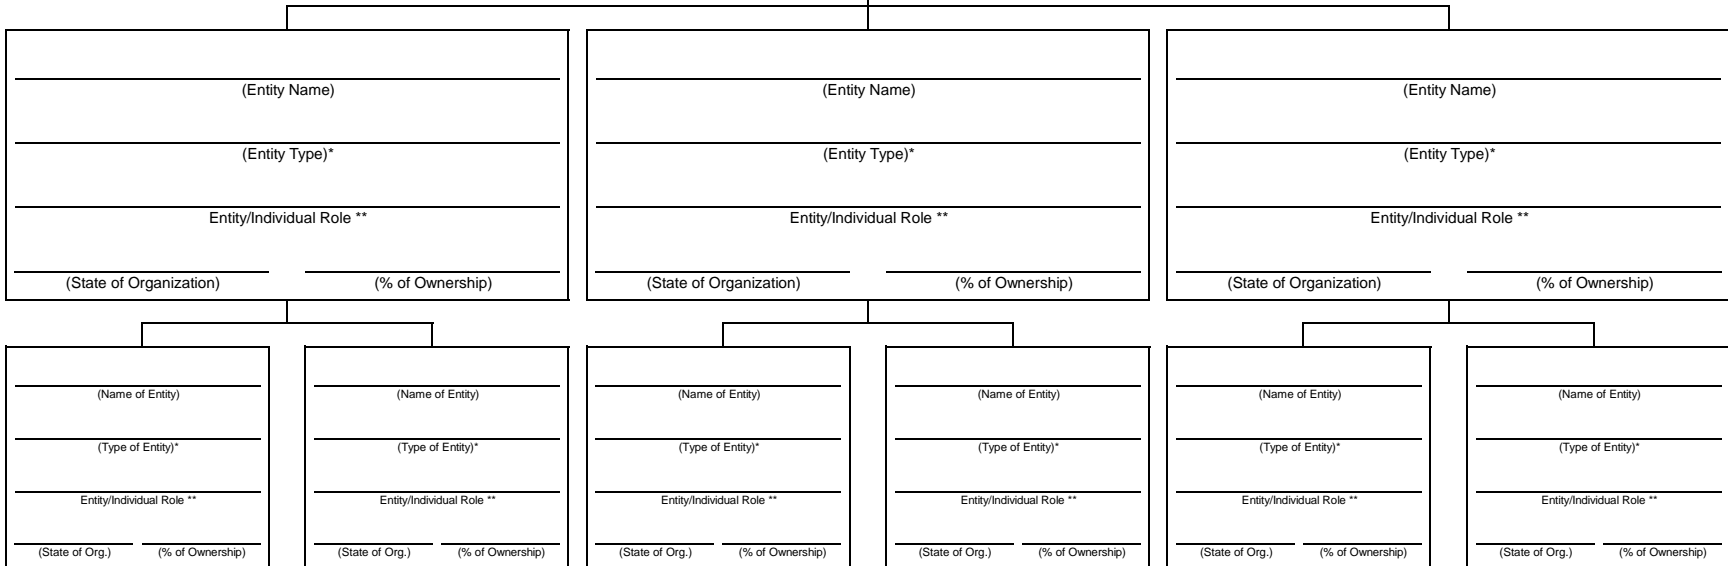 (Entity Name) (Entity Name) (Entity Name)
(Entity Type)* (Entity Type)* (Entity Type)*
Entity/Individual Role ** Entity/Individual Role ** Entity/Individual Role **
(State of Organization) (% of Ownership) (State of Organization) (% of Ownership) (State of Organization) (% of Ownership)
(Name of Entity) (Name of Entity) (Name of Entity) (Name of Entity) (Name of Entity) (Name of Entity)
(Type of Entity)* (Type of Entity)* (Type of Entity)* (Type of Entity)* (Type of Entity)* (Type of Entity)*
Entity/Individual Role ** Entity/Individual Role ** Entity/Individual Role ** Entity/Individual Role ** Entity/Individual Role ** Entity/Individual Role **
(State of Org.) (% of Ownership) (State of Org.) (% of Ownership) (State of Org.) (% of Ownership) (State of Org.) (% of Ownership) (State of Org.) (% of Ownership) (State of Org.) (% of Ownership)